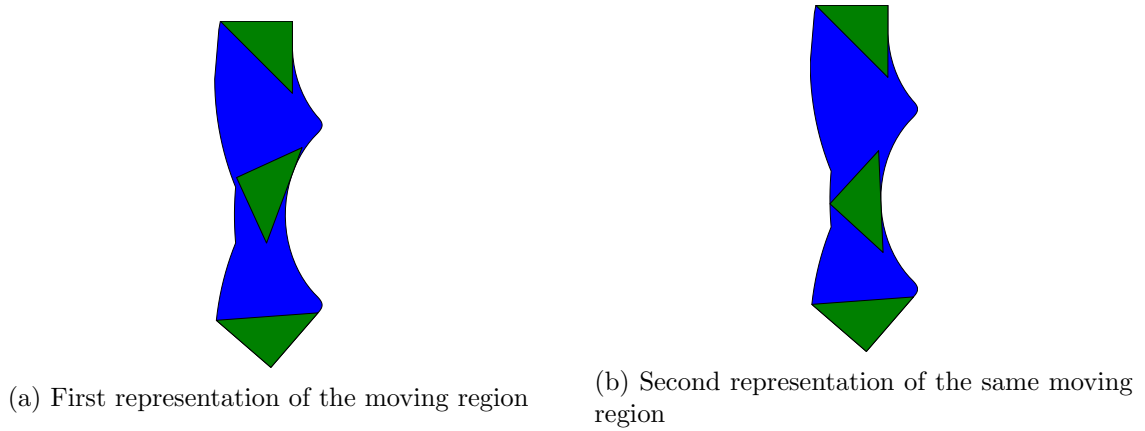 (a) First representation of the moving region
(b) Second representation of the same moving
region